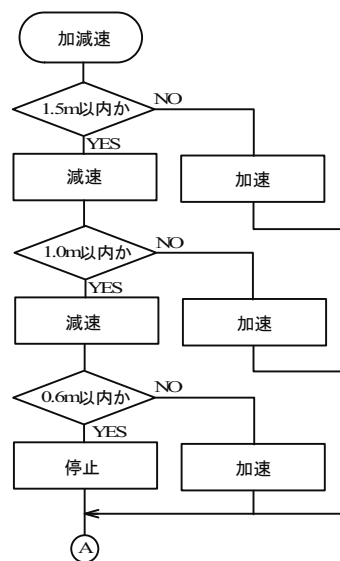 加減速
1.5m以内か
NO
YES
減速
加速
1.0m以内か
NO
YES
減速
加速
0.6m以内か
NO
YES
停止
加速
A